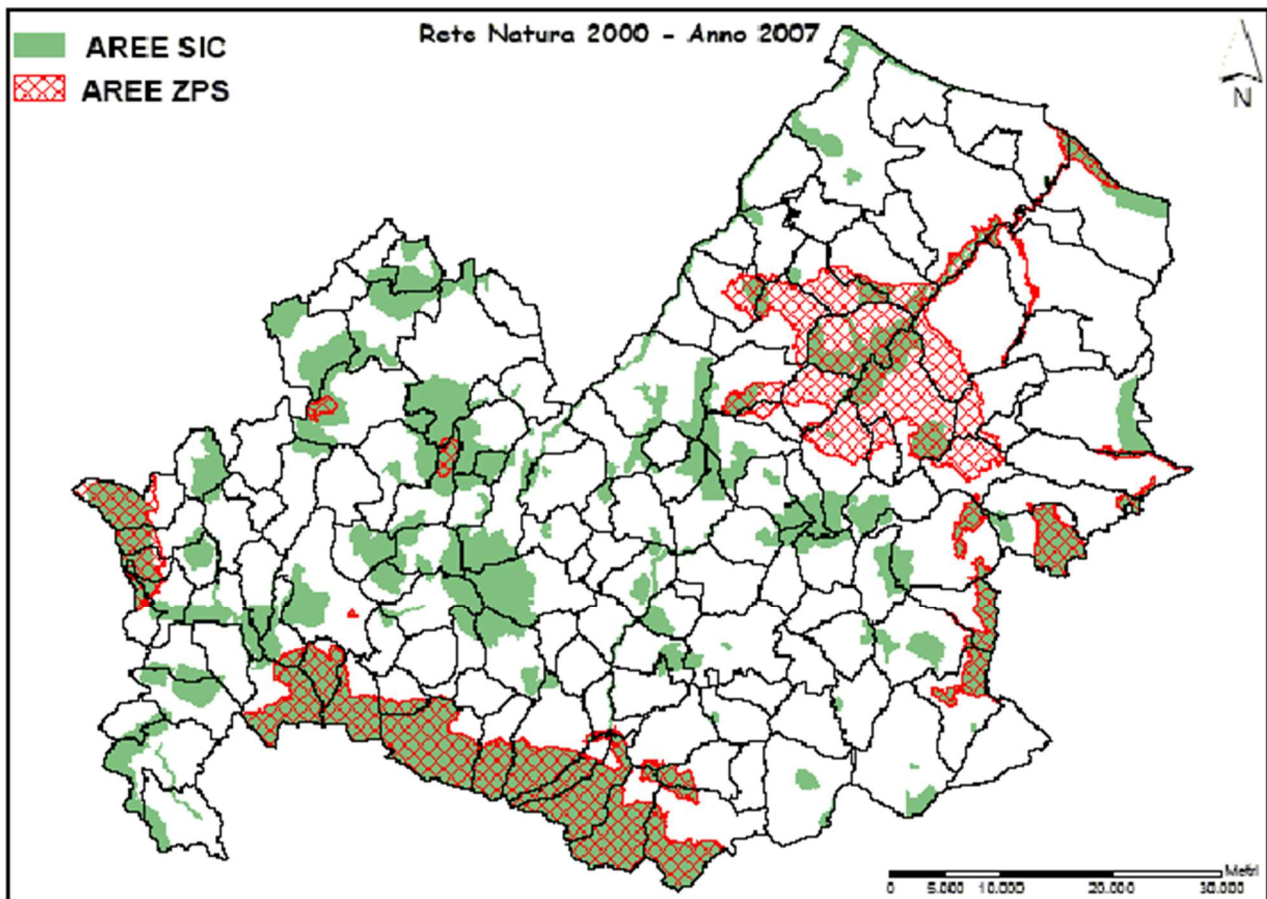 Rete Natura 2000 - Anno 2007
AREE SIC
AREE ZPS
N
Metri
0 5.000 10.000 20.000 30.000